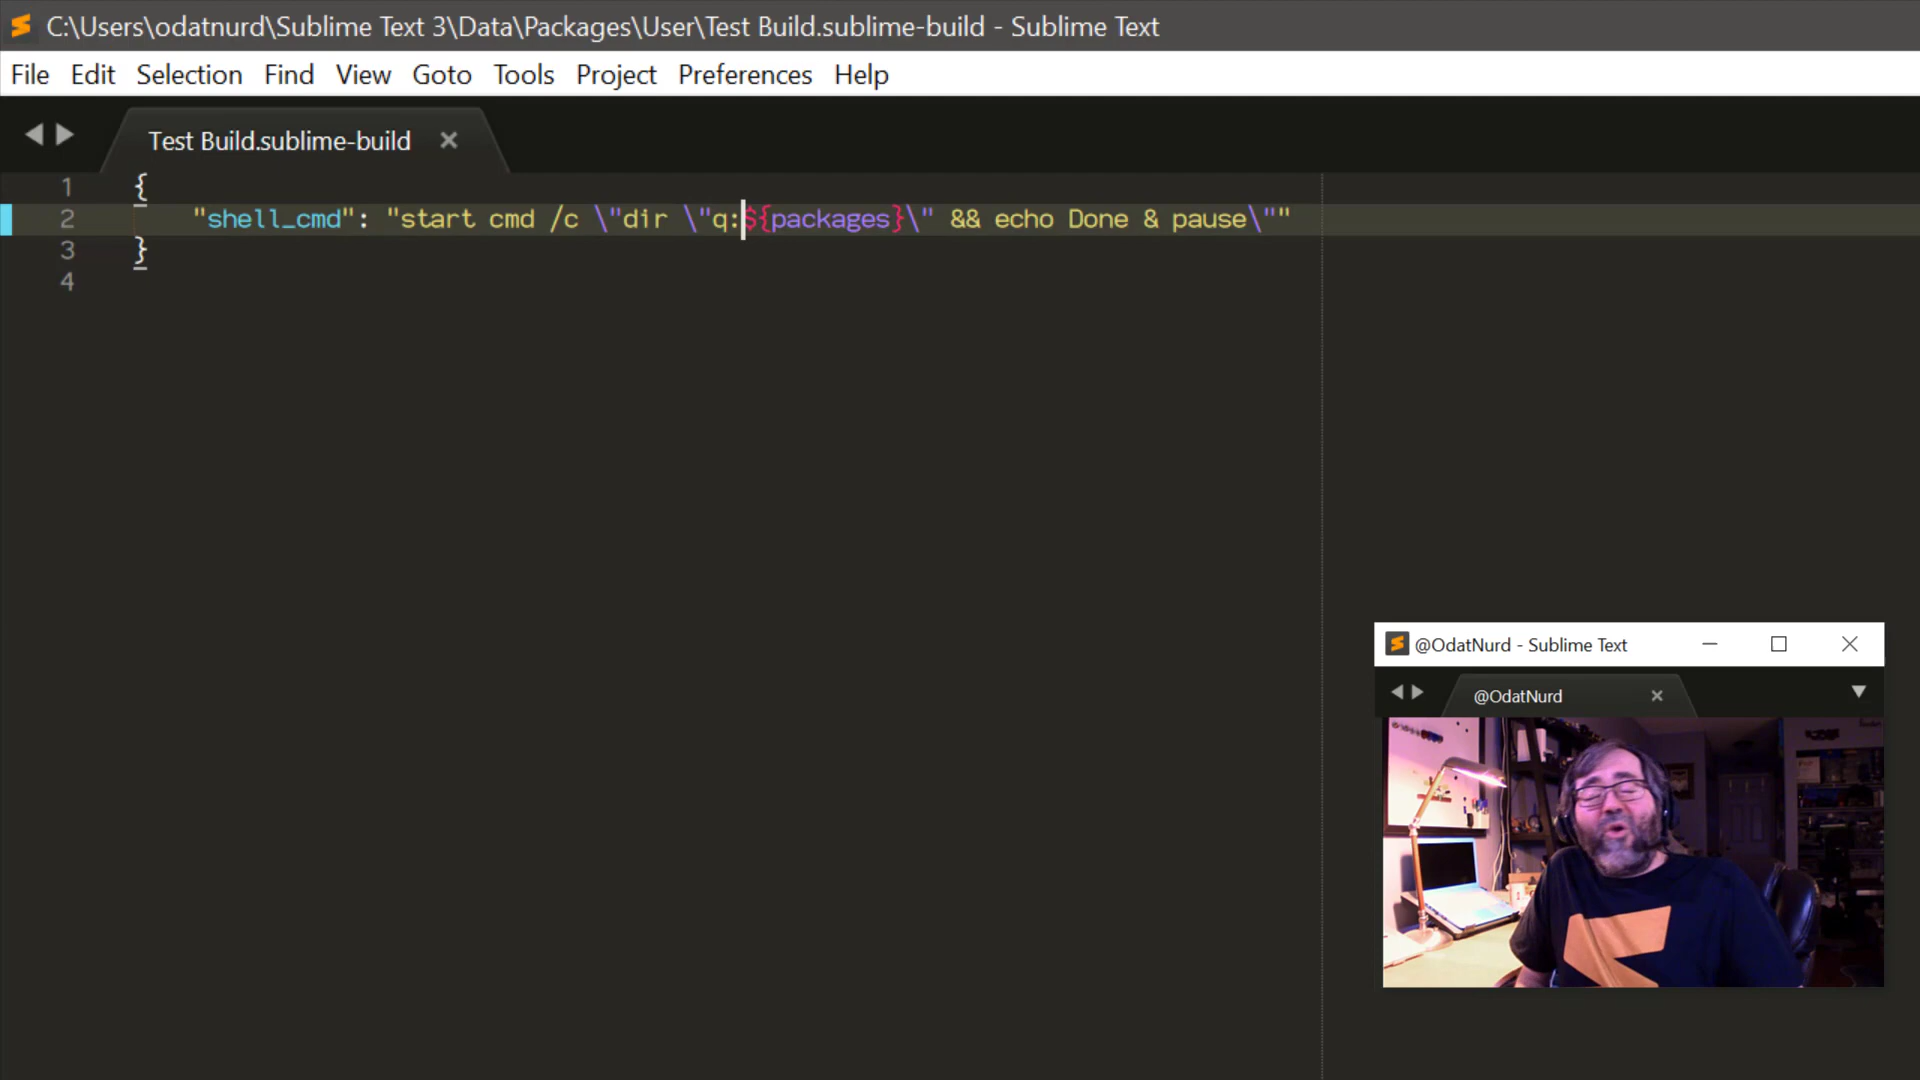 C:\Users\odatnurd\Sublime Text 3\Data\Packages\User\Test Build.sublime-build - Sublime Text
File Edit Selection Find View Goto Tools Project Preferences Help
Test Build.sublime-build
1 {
2 "shell_cmd": "start cmd /c \"dir \"q:${packages}\" && echo Done & pause\""
3 }
4
@OdatNurd - Sublime Text
@OdatNurd